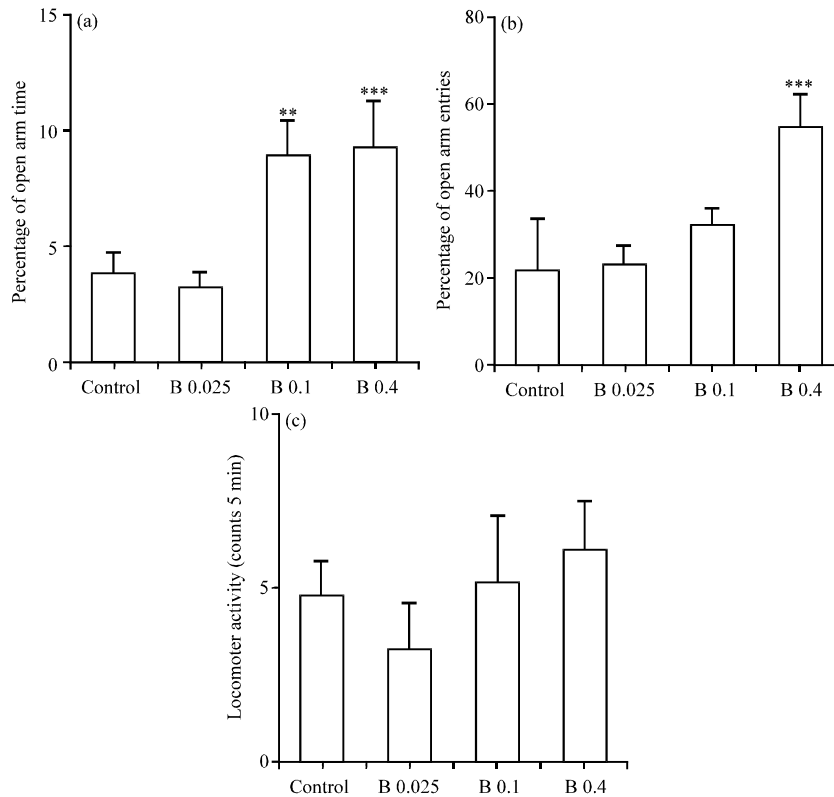 (a)
Percentage of open arm time
15
10
5
0
**
***
Control B 0.025 B 0.1 B 0.4
(b)
Percentage of open arm entries
80
60
40
20
0
***
Control B 0.025 B 0.1 B 0.4
(c)
Locomoter activity (counts 5 min)
10
5
0
Control B 0.025 B 0.1 B 0.4